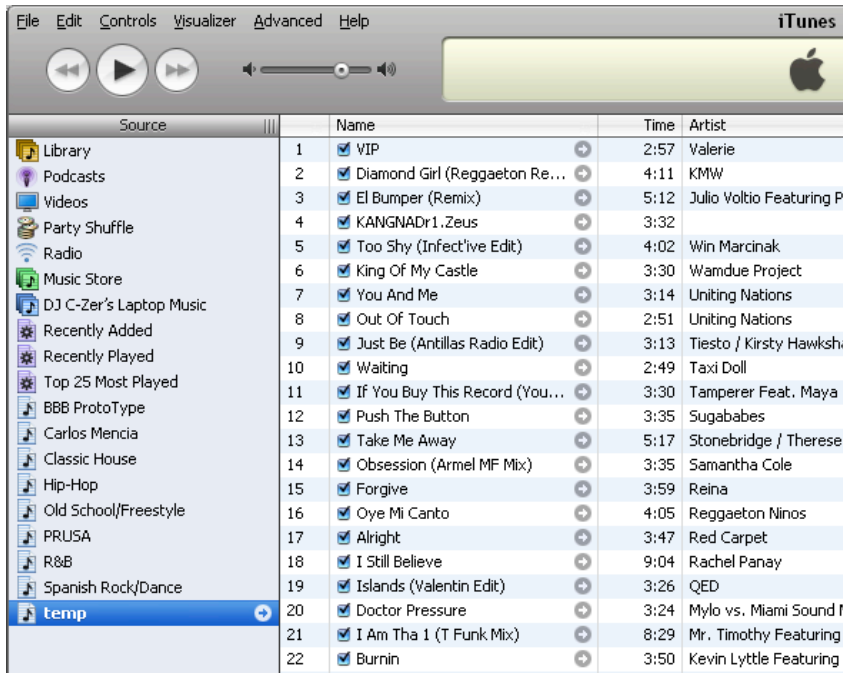 File Edit Controls Visualizer Advanced Help iTunes
Source Name Time Artist
Library
Podcasts
Videos
Party Shuffle
Radio
Music Store
DJ C-Zer's Laptop Music
Recently Added
Recently Played
Top 25 Most Played
BBB ProtoType
Carlos Mencia
Classic House
Hip-Hop
Old School/Freestyle
PRUSA
R&B
Spanish Rock/Dance
temp
1 VIP 2:57 Valerie
2 Diamond Girl (Reggaeton Re... 4:11 KMW
3 El Bumper (Remix) 5:12 Julio Voltio Featuring P
4 KANGNADr1.Zeus 3:32
5 Too Shy (Infect'ive Edit) 4:02 Win Marcinak
6 King Of My Castle 3:30 Wamdue Project
7 You And Me 3:14 Uniting Nations
8 Out Of Touch 2:51 Uniting Nations
9 Just Be (Antillas Radio Edit) 3:13 Tiesto / Kirsty Hawksha
10 Waiting 2:49 Taxi Doll
11 If You Buy This Record (You... 3:30 Tamperer Feat. Maya
12 Push The Button 3:35 Sugababes
13 Take Me Away 5:17 Stonebridge / Therese
14 Obsession (Armel MF Mix) 3:35 Samantha Cole
15 Forgive 3:59 Reina
16 Oye Mi Canto 4:05 Reggaeton Ninos
17 Alright 3:47 Red Carpet
18 I Still Believe 9:04 Rachel Panay
19 Islands (Valentin Edit) 3:26 QED
20 Doctor Pressure 3:24 Mylo vs. Miami Sound
21 I Am Tha 1 (T Funk Mix) 8:29 Mr. Timothy Featuring
22 Burnin 3:50 Kevin Lyttle Featuring